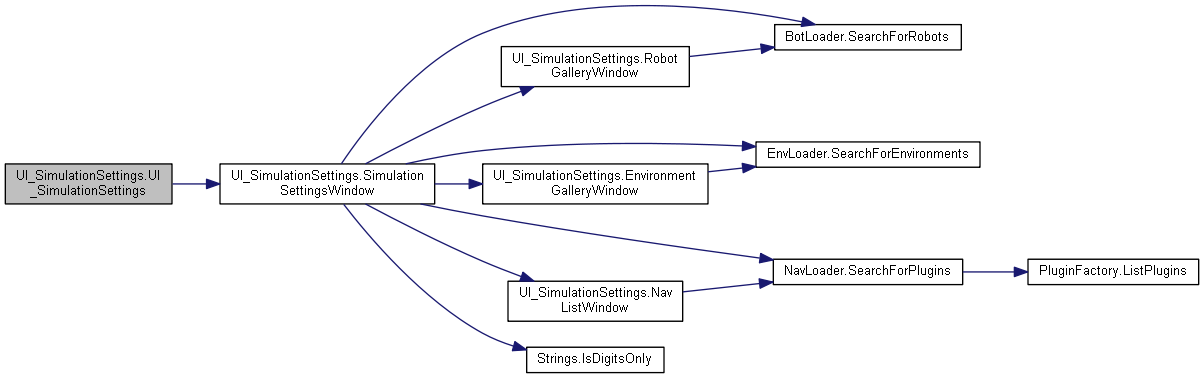 UI_SimulationSettings.UI
_SimulationSettings
UI_SimulationSettings.Simulation
SettingsWindow
BotLoader.SearchForRobots
UI_SimulationSettings.Robot
GalleryWindow
EnvLoader.SearchForEnvironments
UI_SimulationSettings.Environment
GalleryWindow
NavLoader.SearchForPlugins
PluginFactory.ListPlugins
UI_SimulationSettings.Nav
ListWindow
Strings.IsDigitsOnly